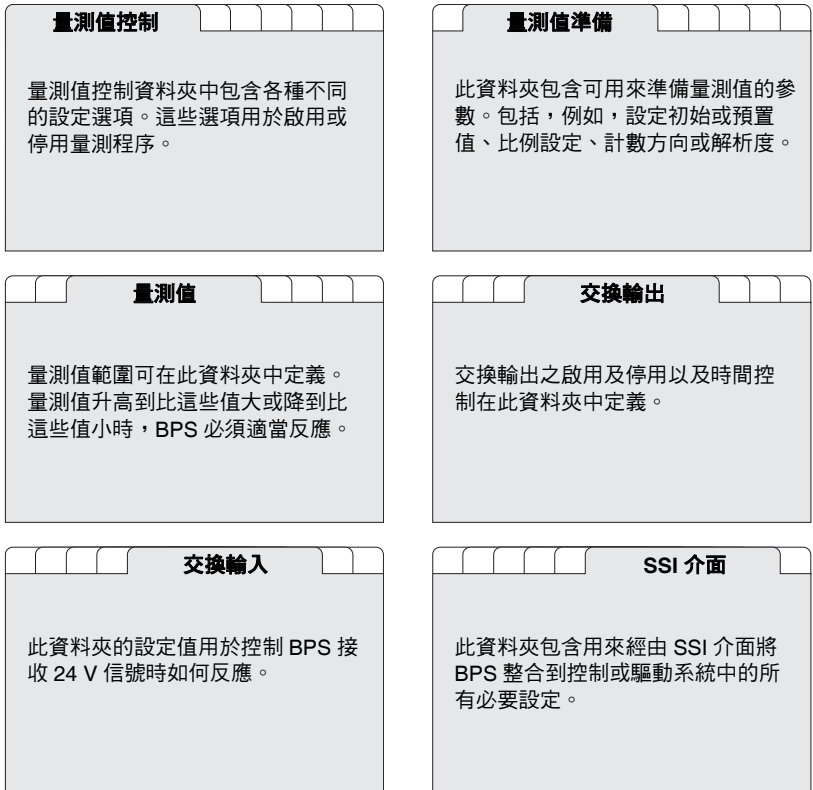 量測值控制
量測值控制資料夾中包含各種不同
的設定選項。這些選項用於啟用或
停用量測程序。
量測值準備
此資料夾包含可用來準備量測值的參
數。包括，例如，設定初始或預置
值、比例設定、計數方向或解析度。
量測值
量測值範圍可在此資料夾中定義。
量測值升高到比這些值大或降到比
這些值小時，BPS 必須適當反應。
交換輸出
交換輸出之啟用及停用以及時間控
制在此資料夾中定義。
交換輸入
此資料夾的設定值用於控制 BPS 接
收 24 V 信號時如何反應。
SSI 介面
此資料夾包含用來經由 SSI 介面將
BPS 整合到控制或驅動系統中的所
有必要設定。